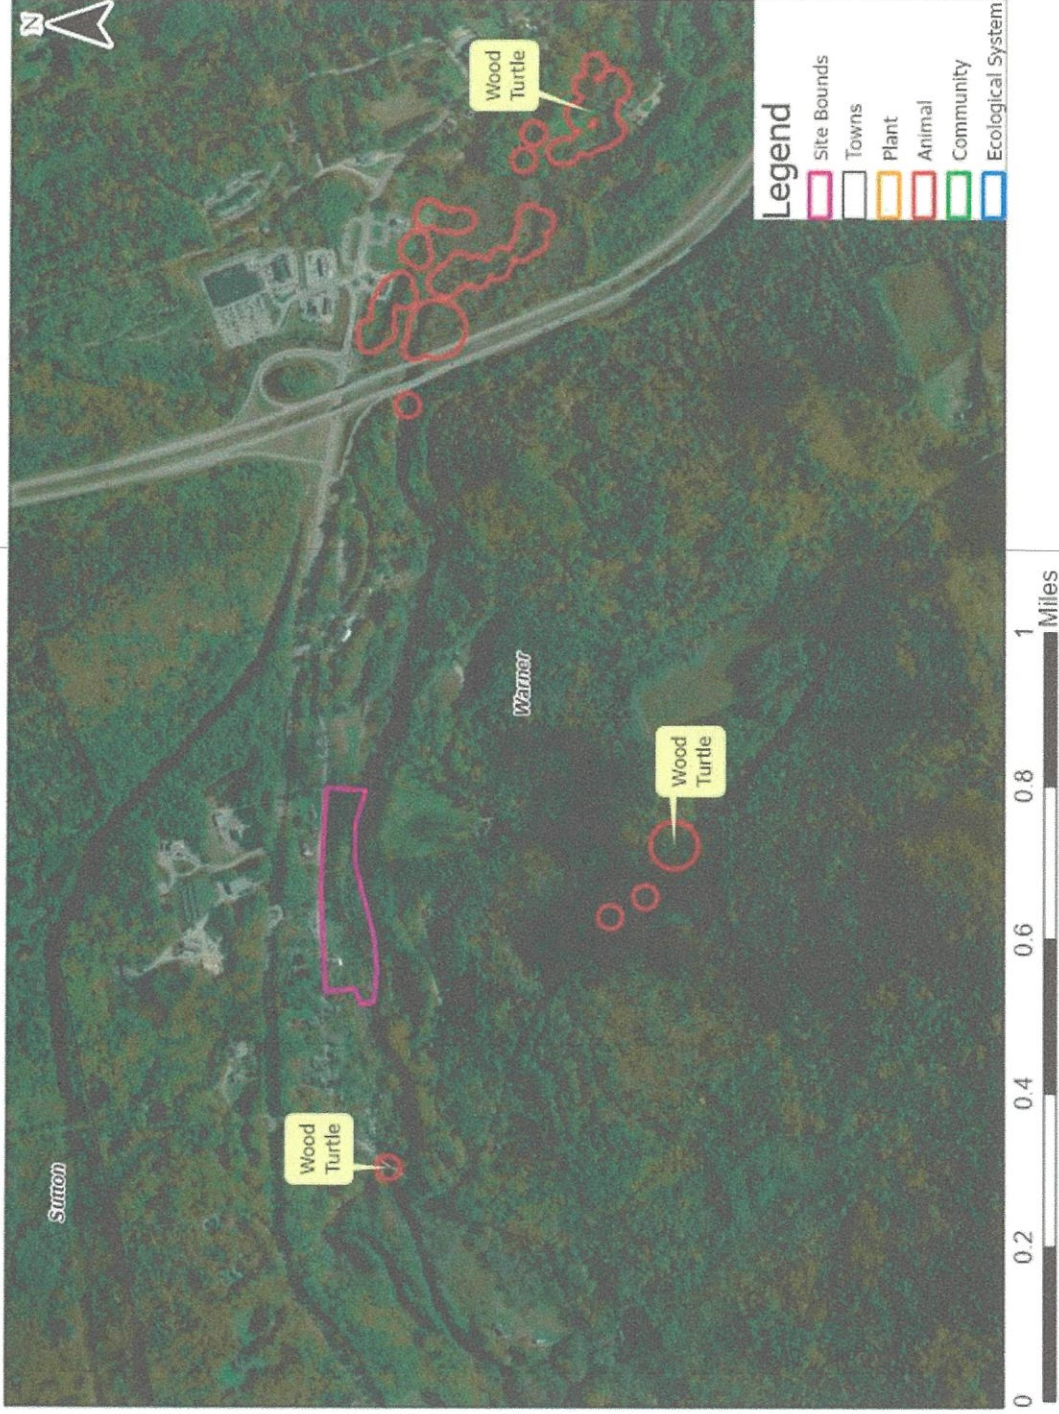 N
Sutton
Wood
Turtle
Wood
Turtle
Warner
Wood
Turtle
Legend
Site Bounds
Towns
Plant
Animal
Community
Ecological System
0
0.2
0.4
0.6
0.8
1
Miles